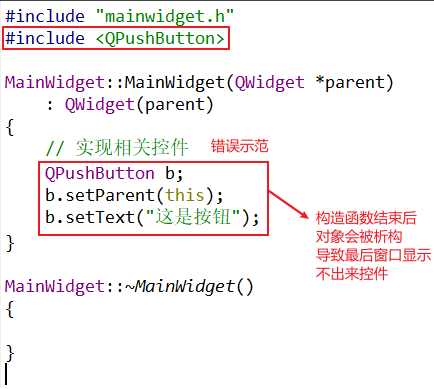 #include "mainwidget.h"
#include <QPushButton>
MainWidget::MainWidget(QWidget *parent)
    : QWidget(parent)
{
    // 实现相关控件 错误示范
    QPushButton b;
    b.setParent(this);
    b.setText("这是按钮");
}
构造函数结束后
对象会被析构
导致最后窗口显示
不出来控件
MainWidget::~MainWidget()
{
}